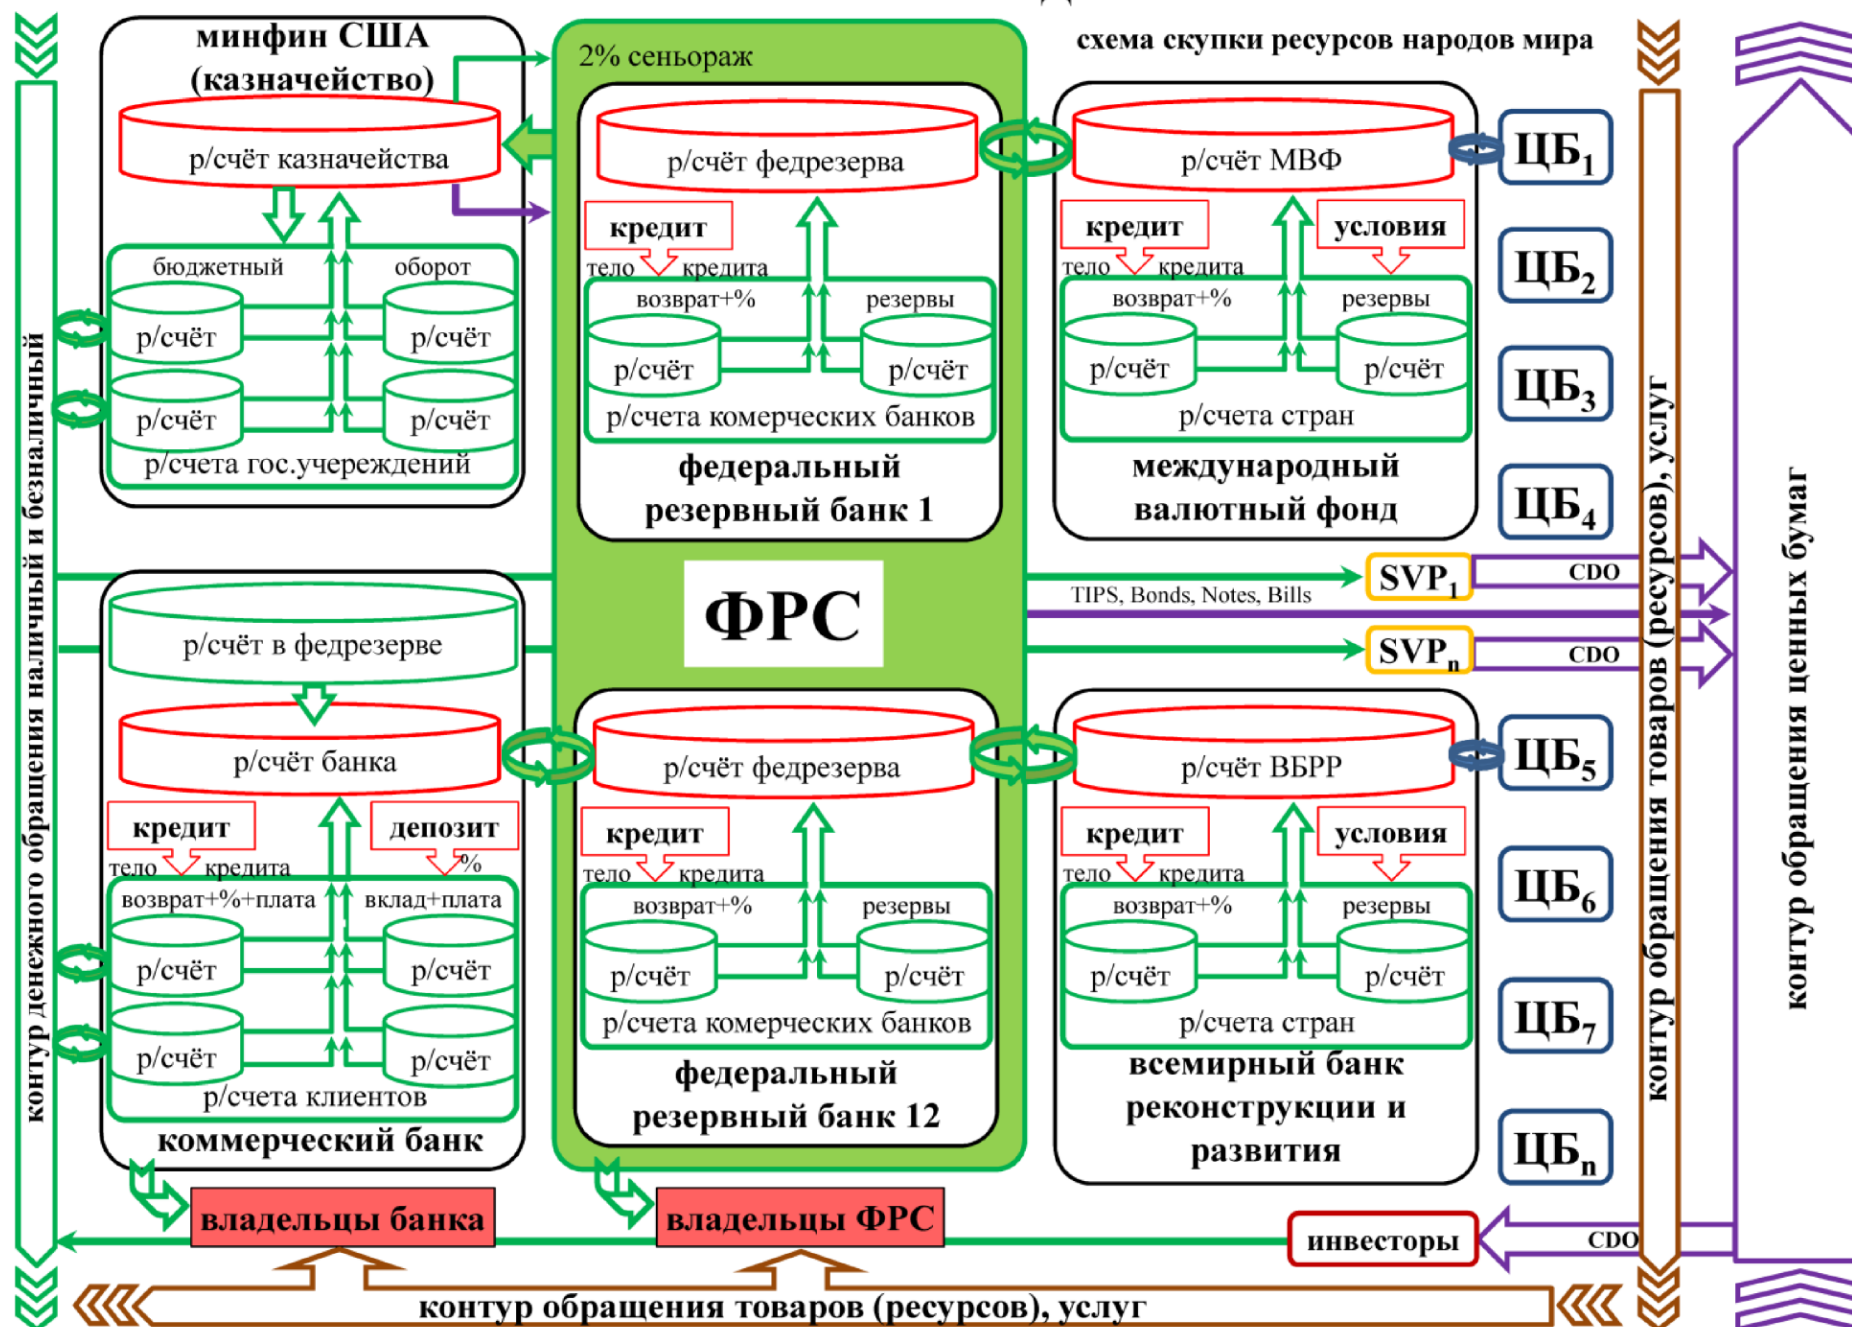 минфин США
(казначейство)
р/счёт казначейства
бюджетный
оборот
р/счёт
р/счёт
р/счёт
р/счёт
р/счета гос.учереждений
2% сеньораж
р/счёт федрезерва
кредит
тело кредита
возврат+%
резервы
р/счёт
р/счёт
р/счета комерческих банков
федеральный
резервный банк 1
схема скупки ресурсов народов мира
р/счёт МВФ
кредит
условия
тело кредита
возврат+%
резервы
р/счёт
р/счёт
р/счета стран
международный
валютный фонд
ЦБ1
ЦБ2
ЦБ3
ЦБ4
ФРС
TIPS, Bonds, Notes, Bills
SVP1
CDO
SVPn
CDO
р/счёт в федрезерве
р/счёт банка
кредит
депозит
тело кредита
%
возврат+%+плата
вклад+плата
р/счёт
р/счёт
р/счёт
р/счёт
р/счета клиентов
коммерческий банк
р/счёт федрезерва
кредит
тело кредита
возврат+%
резервы
р/счёт
р/счёт
р/счета комерческих банков
федеральный
резервный банк 12
р/счёт ВБРР
кредит
условия
тело кредита
возврат+%
резервы
р/счёт
р/счёт
р/счета стран
всемирный банк
реконструкции и
развития
ЦБ5
ЦБ6
ЦБ7
ЦБn
владельцы банка
владельцы ФРС
инвесторы
CDO
контур обращения товаров (ресурсов), услуг
контур денежного обращения наличный и безналичный
контур обращения товаров (ресурсов), услуг
контур обращения ценных бумаг